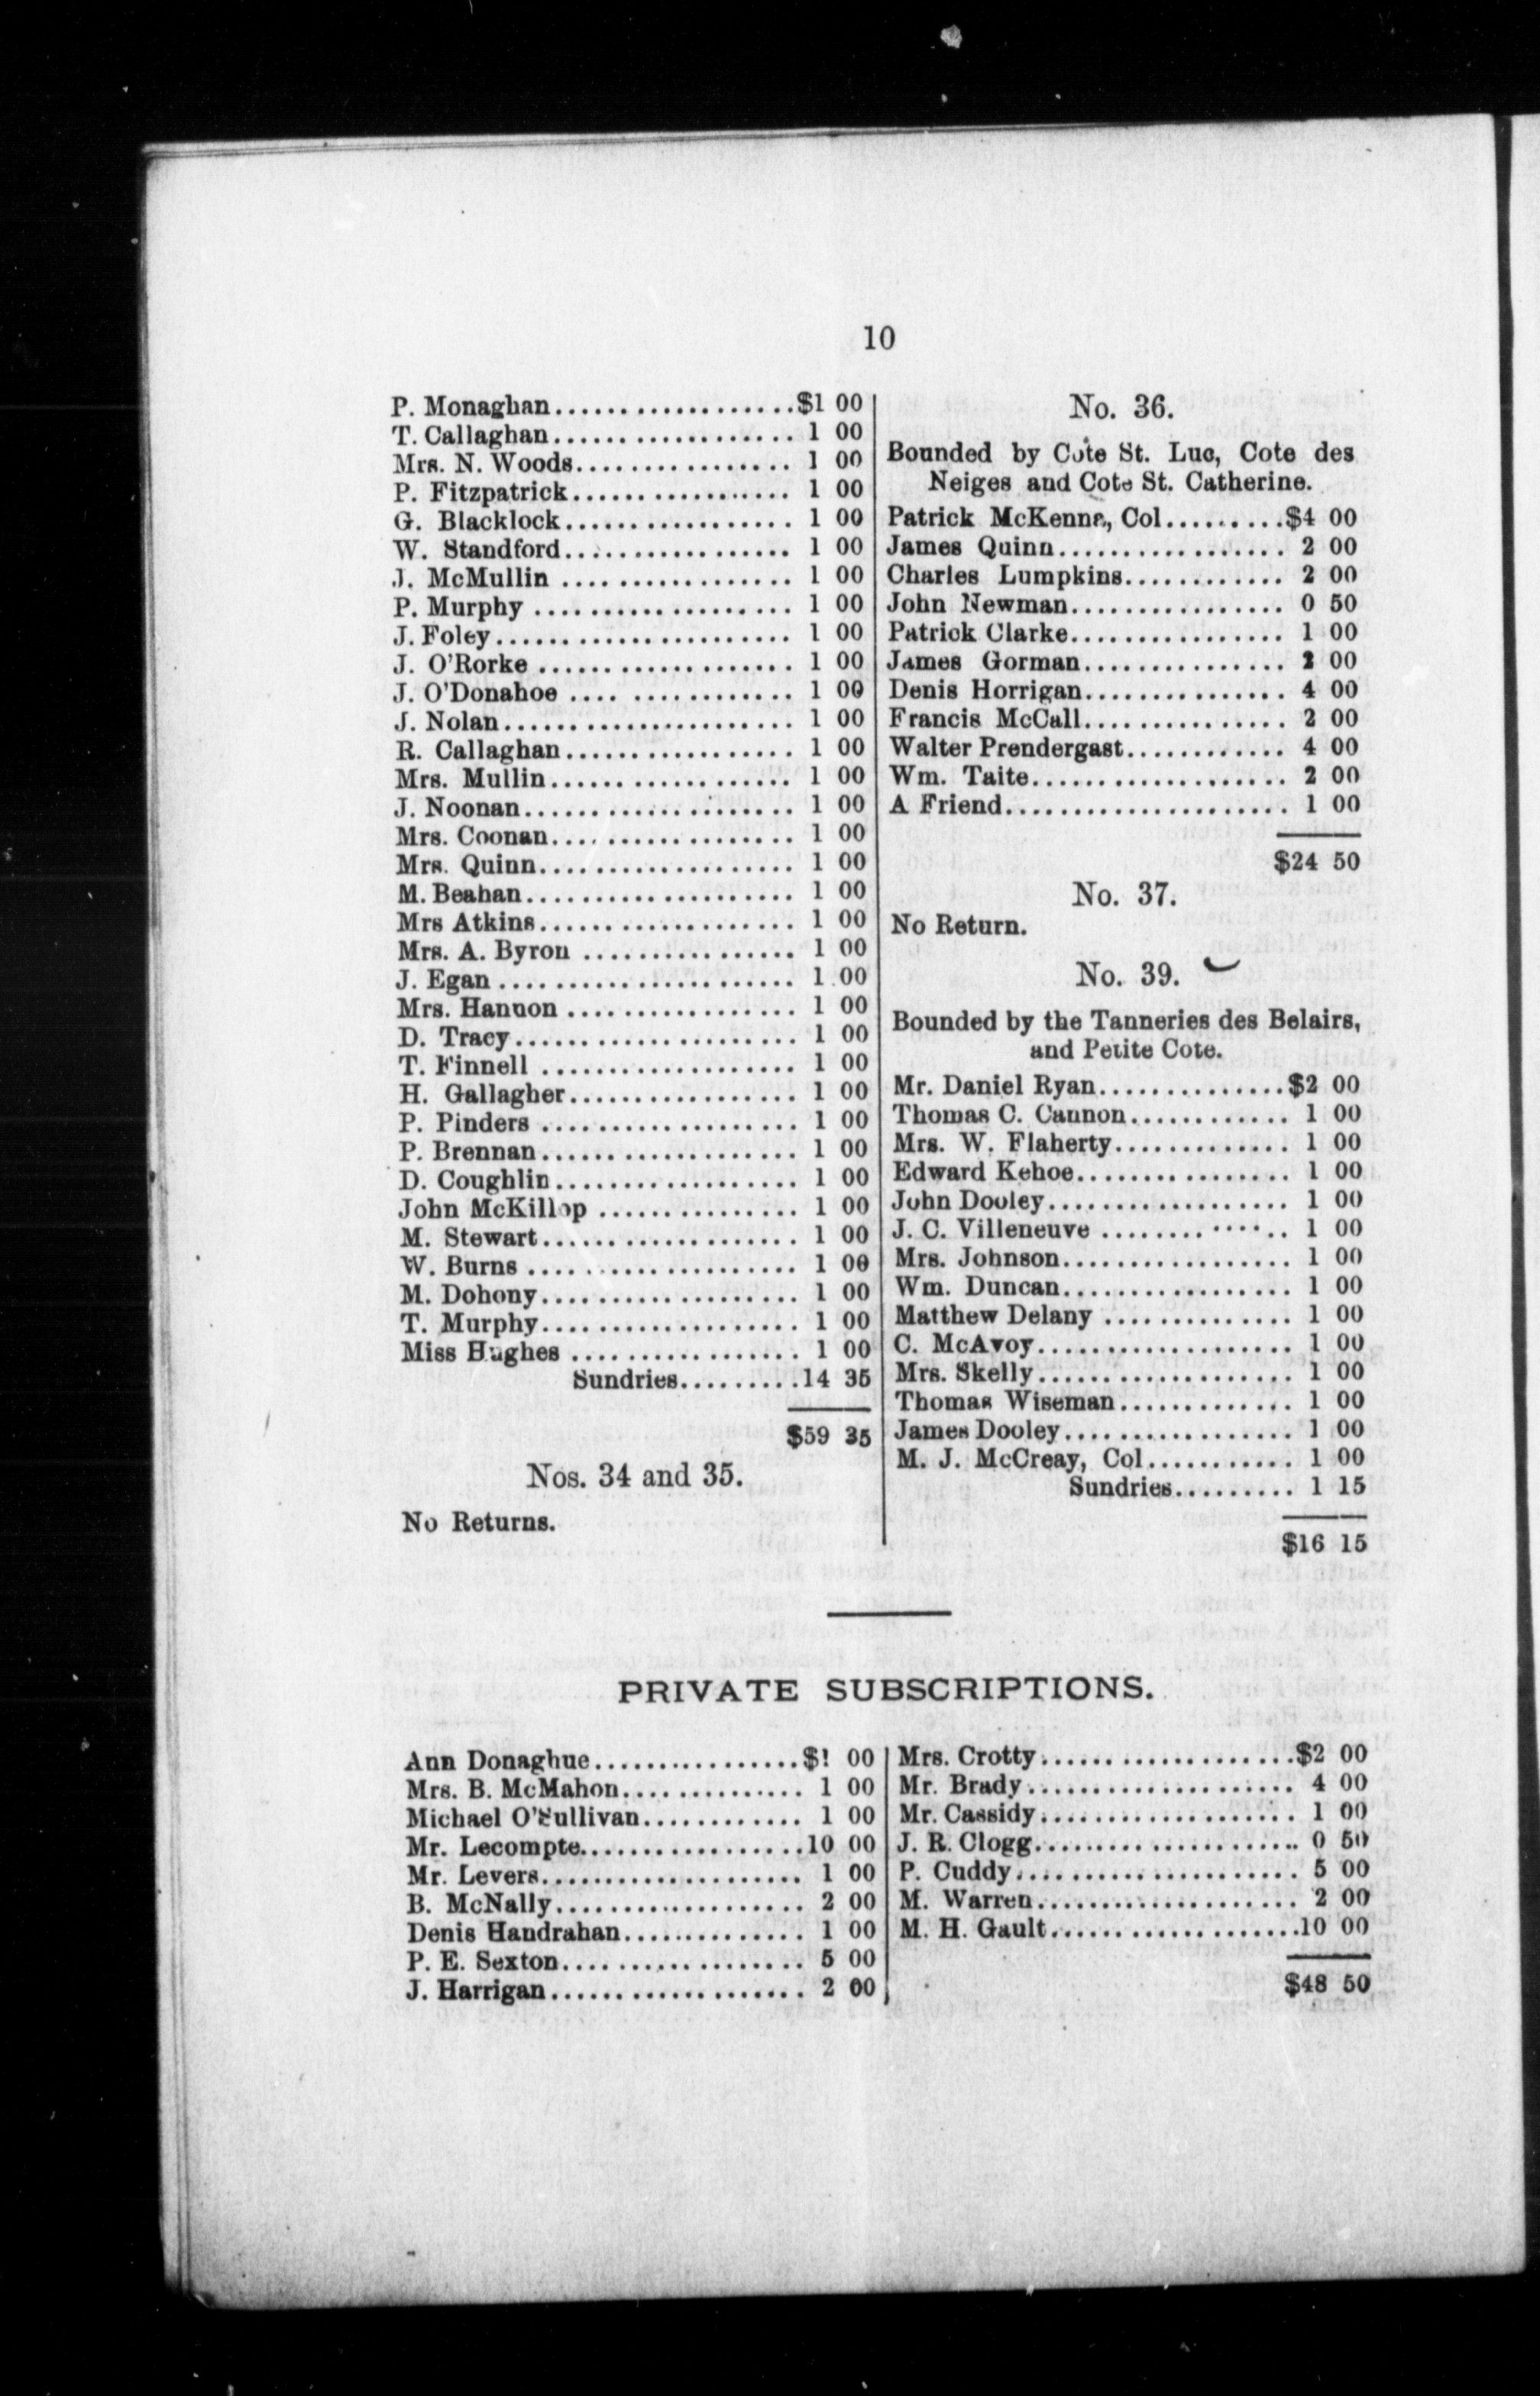 10
P. Monaghan..................$1 00
T. Callaghan.................. 1 00
Mrs. N. Woods................ 1 00
P. Fitzpatrick................ 1 00
G. Blacklock................. 1 00
W. Standford................. 1 00
J. McMullin ................. 1 00
P. Murphy ................... 1 00
J. Foley...................... 1 00
J. O'Rorke ................... 1 00
J. O'Donahoe .... ............ 1 00
J. Nolan...................... 1 00
R. Callaghan................. 1 00
Mrs. Mullin.................. 1 00
J. Noonan.................... 1 00
Mrs. Coonan.................. 1 00
Mrs. Quinn................... 1 00
M. Beahan.................... 1 00
Mrs Atkins................... 1 00
Mrs. A. Byron ................ 1 00
J. Egan ...................... 1 00
Mrs. Hannon ................. 1 00
D. Tracy..................... 1 00
T. Finnell ................... 1 00
H. Gallagher................. 1 00
P. Pinders ................... 1 00
P. Brennan................... 1 00
D. Coughlin.................. 1 00
John McKillop ............... 1 00
M. Stewart................... 1 00
W. Burns .................... 1 00
M. Dohony................... 1 00
T. Murphy................... 1 00
Miss Hughes ................. 1 00
Sundries.........14 35
$59 35
Nos. 34 and 35.
No Returns.
No. 36.
Bounded by Cote St. Luc, Cote des
Neiges and Cote St. Catherine.
Patrick McKenna, Col.........$4 00
James Quinn................. 2 00
Charles Lumpkins............ 2 00
John Newman................ 0 50
Patrick Clarke................ 1 00
James Gorman............... 2 00
Denis Horrigan............... 4 00
Francis McCall............... 2 00
Walter Prendergast............ 4 00
Wm. Taite................... 2 00
A Friend..................... 1 00
$24 50
No. 37.
No Return.
No. 39.
Bounded by the Tanneries des Belairs,
and Petite Cote.
Mr. Daniel Ryan..............$2 00
Thomas C. Cannon............ 1 00
Mrs. W. Flaherty............. 1 00
Edward Kehoe................ 1 00
John Dooley.................. 1 00
J. C. Villeneuve .............. 1 00
Mrs. Johnson................. 1 00
Wm. Duncan................. 1 00
Matthew Delany .............. 1 00
C. McAvoy................... 1 00
Mrs. Skelly................... 1 00
Thomas Wiseman............. 1 00
James Dooley................. 1 00
M. J. McCreay, Col........... 1 00
Sundries......... 1 15
$16 15
PRIVATE SUBSCRIPTIONS.
Ann Donaghue................$1 00
Mrs. B. McMahon.............. 1 00
Michael O'Sullivan............ 1 00
Mr. Lecompte.................10 00
Mr. Levers.................... 1 00
B. McNally................... 2 00
Denis Handrahan.............. 1 00
P. E. Sexton................... 5 00
J. Harrigan.................... 2 00
Mrs. Crotty....................$2 00
Mr. Brady..................... 4 00
Mr. Cassidy.................... 1 00
J. R. Clogg..................... 0 50
P. Cuddy...................... 5 00
M. Warren.................... 2 00
M. H. Gault...................10 00
$48 50